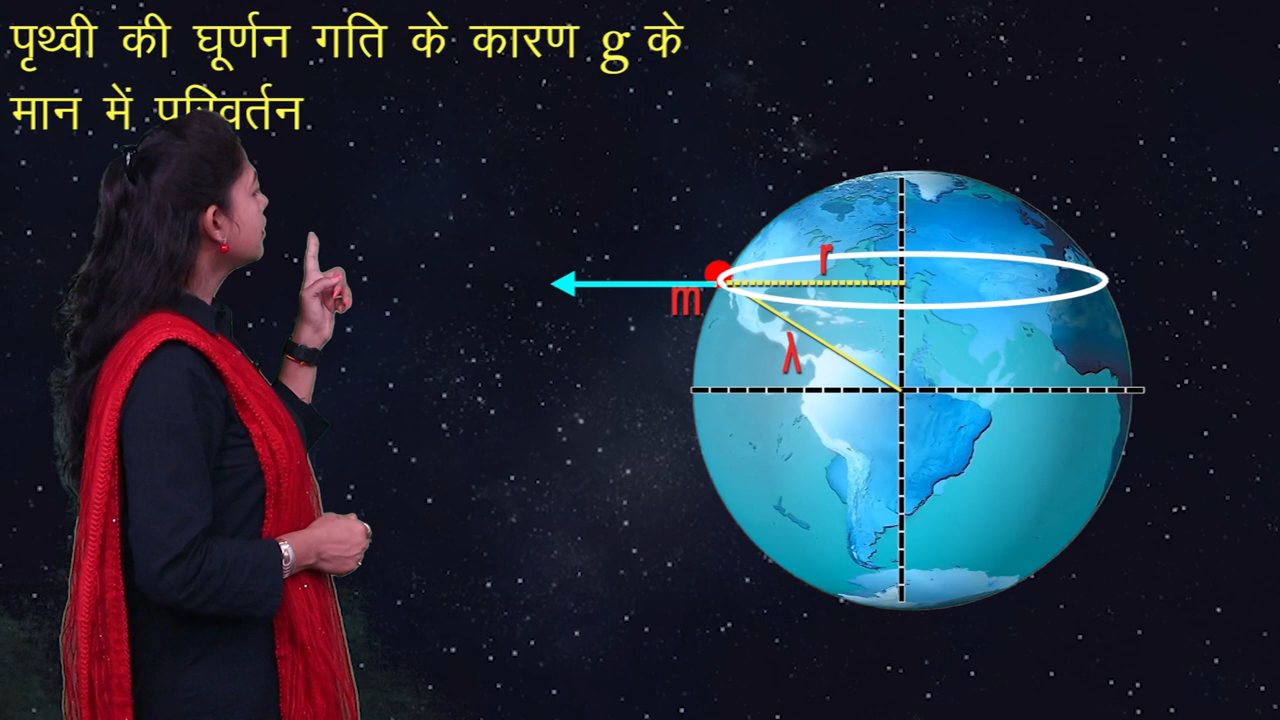 पृथ्वी की घूर्णन गति के कारण g के
मान में परिवर्तन
r
m
λ